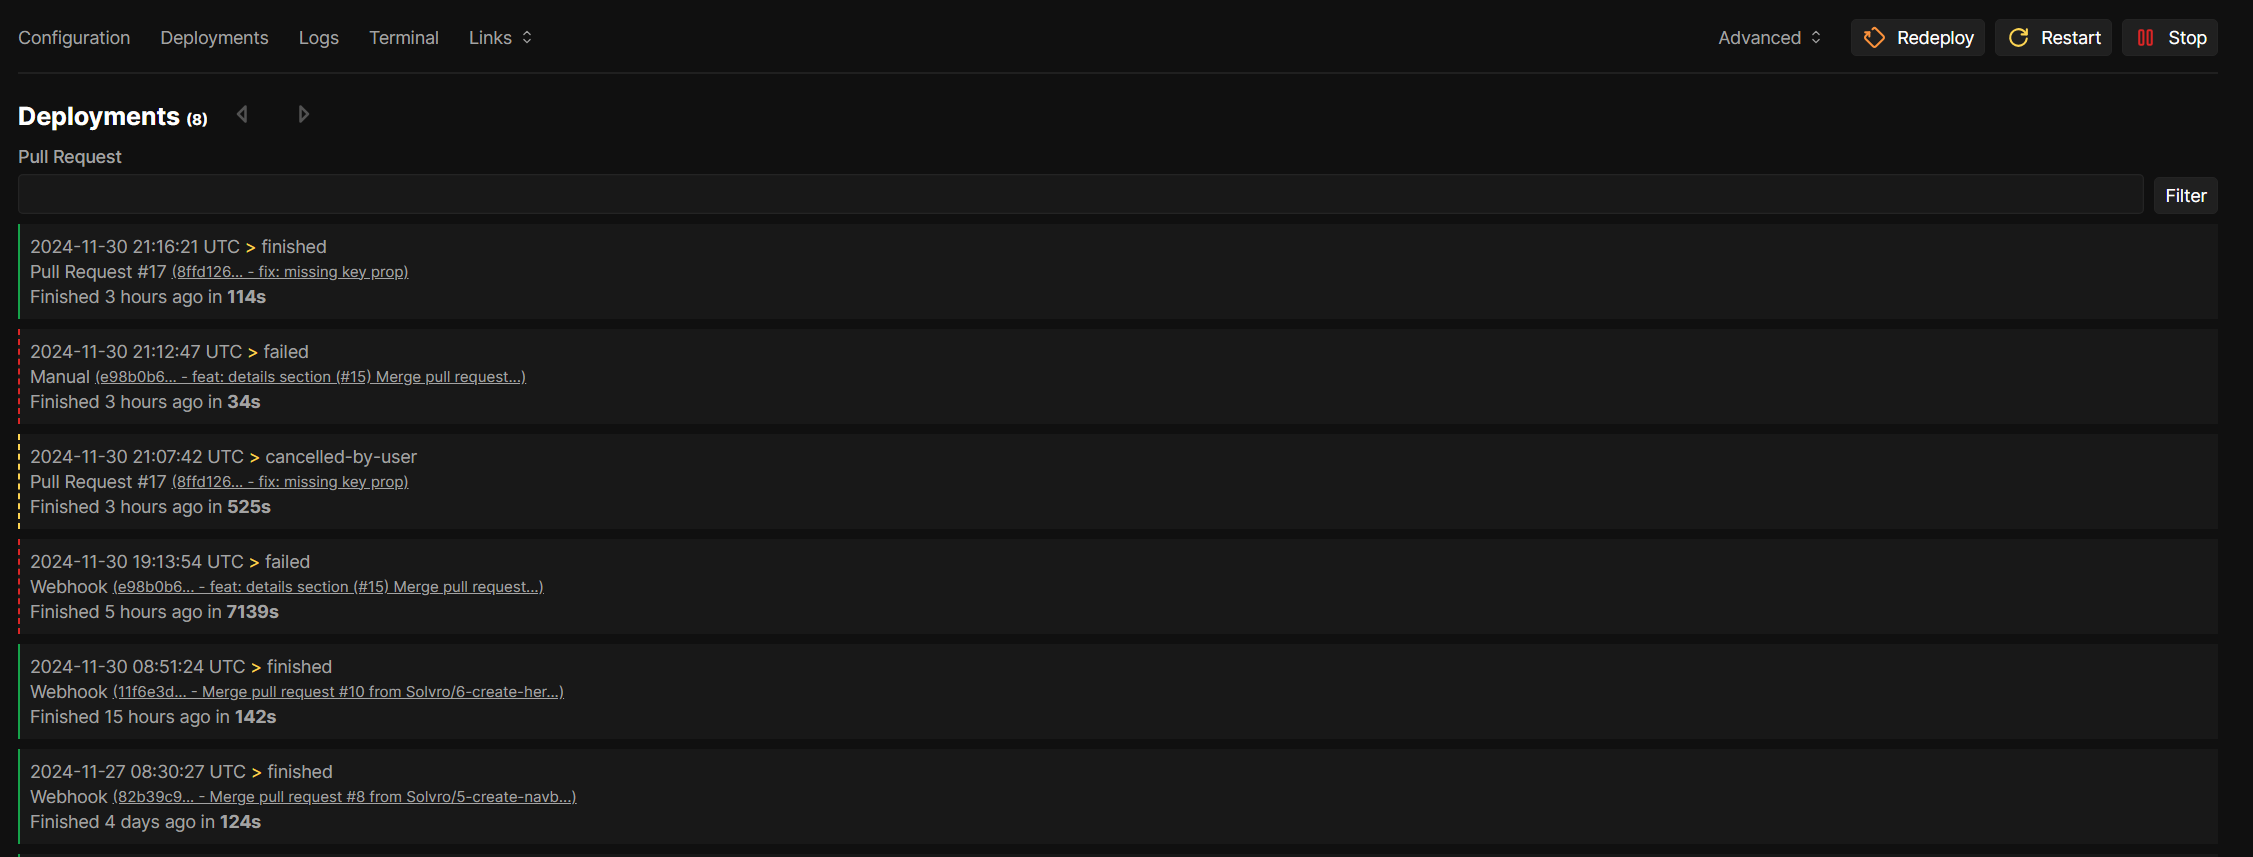 Configuration Deployments Logs Terminal Links Advanced Redeploy Restart Stop
Deployments (8)
Pull Request
Filter
2024-11-30 21:16:21 UTC > finished
Pull Request #17 (8ffd126... - fix: missing key prop)
Finished 3 hours ago in 114s
2024-11-30 21:12:47 UTC > failed
Manual (e98b0b6... - feat: details section (#15) Merge pull request...)
Finished 3 hours ago in 34s
2024-11-30 21:07:42 UTC > cancelled-by-user
Pull Request #17 (8ffd126... - fix: missing key prop)
Finished 3 hours ago in 525s
2024-11-30 19:13:54 UTC > failed
Webhook (e98b0b6... - feat: details section (#15) Merge pull request...)
Finished 5 hours ago in 7139s
2024-11-30 08:51:24 UTC > finished
Webhook (11f6e3d... - Merge pull request #10 from Solvro/6-create-her...)
Finished 15 hours ago in 142s
2024-11-27 08:30:27 UTC > finished
Webhook (82b39c9... - Merge pull request #8 from Solvro/5-create-navb...)
Finished 4 days ago in 124s